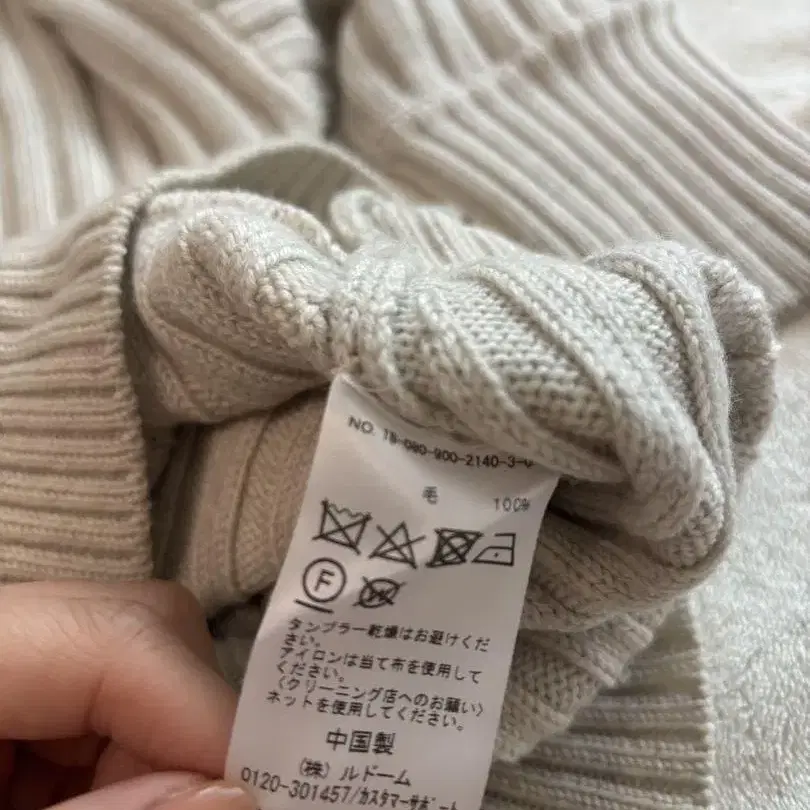 NO. 18-080-900-2140-3-0
毛 100%
F W
タンブラー乾燥はお避けくだ
さい。
アイロンは当て布を使用して
ください。
〈クリーニング店へのお願い〉
ネットを使用してください。
中国製
(株) ルドーム
0120-301457/カスタマーサポート